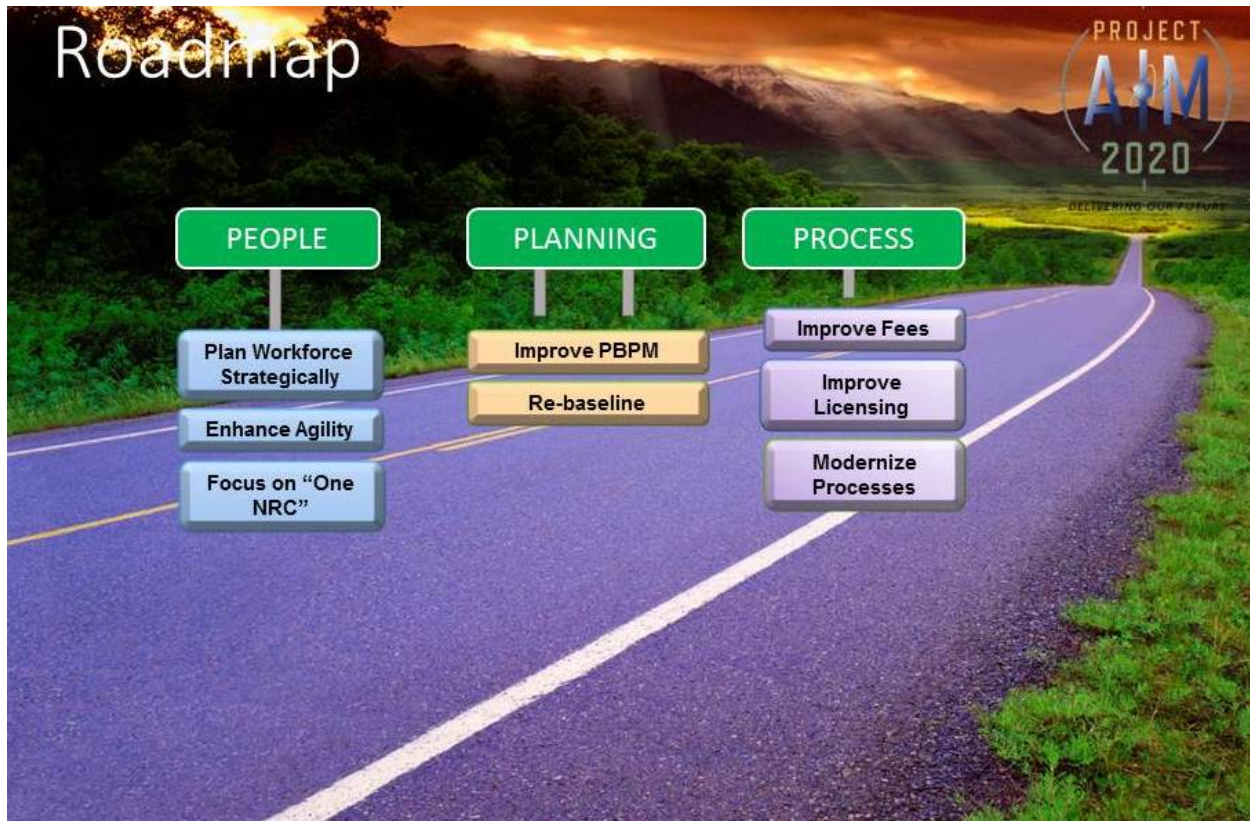 Roadmap
PROJECT
AIM
2020
DELIVERING OUR FUTURE
PEOPLE
Plan Workforce
Strategically
Enhance Agility
Focus on “One
NRC”
PLANNING
Improve PBPM
Re-baseline
PROCESS
Improve Fees
Improve
Licensing
Modernize
Processes